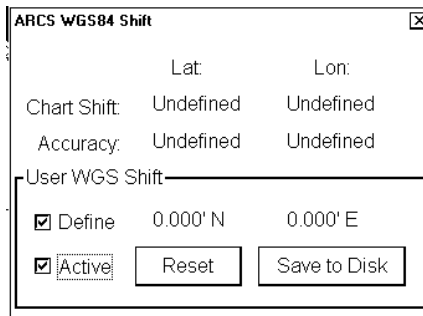 ARCS WGS84 Shift
Lat: Lon:
Chart Shift: Undefined Undefined
Accuracy: Undefined Undefined
User WGS Shift
Define 0.000' N 0.000' E
Active Reset Save to Disk